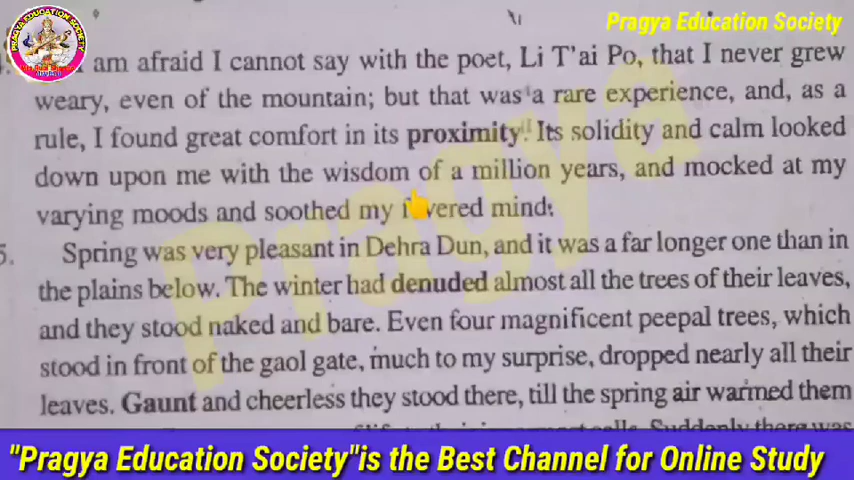 PRAGYA EDUCATION SOCIETY
Pragya Education Society
am afraid I cannot say with the poet, Li T'ai Po, that I never grew
weary, even of the mountain; but that was a rare experience, and, as a
rule, I found great comfort in its proximity. Its solidity and calm looked
down upon me with the wisdom of a million years, and mocked at my
varying moods and soothed my fevered mind.
5.
Spring was very pleasant in Dehra Dun, and it was a far longer one than in
the plains below. The winter had denuded almost all the trees of their leaves,
and they stood naked and bare. Even four magnificent peepal trees, which
stood in front of the gaol gate, much to my surprise, dropped nearly all their
leaves. Gaunt and cheerless they stood there, till the spring air warmed them
Suddenly there was
Pragya
"Pragya Education Society"is the Best Channel for Online Study